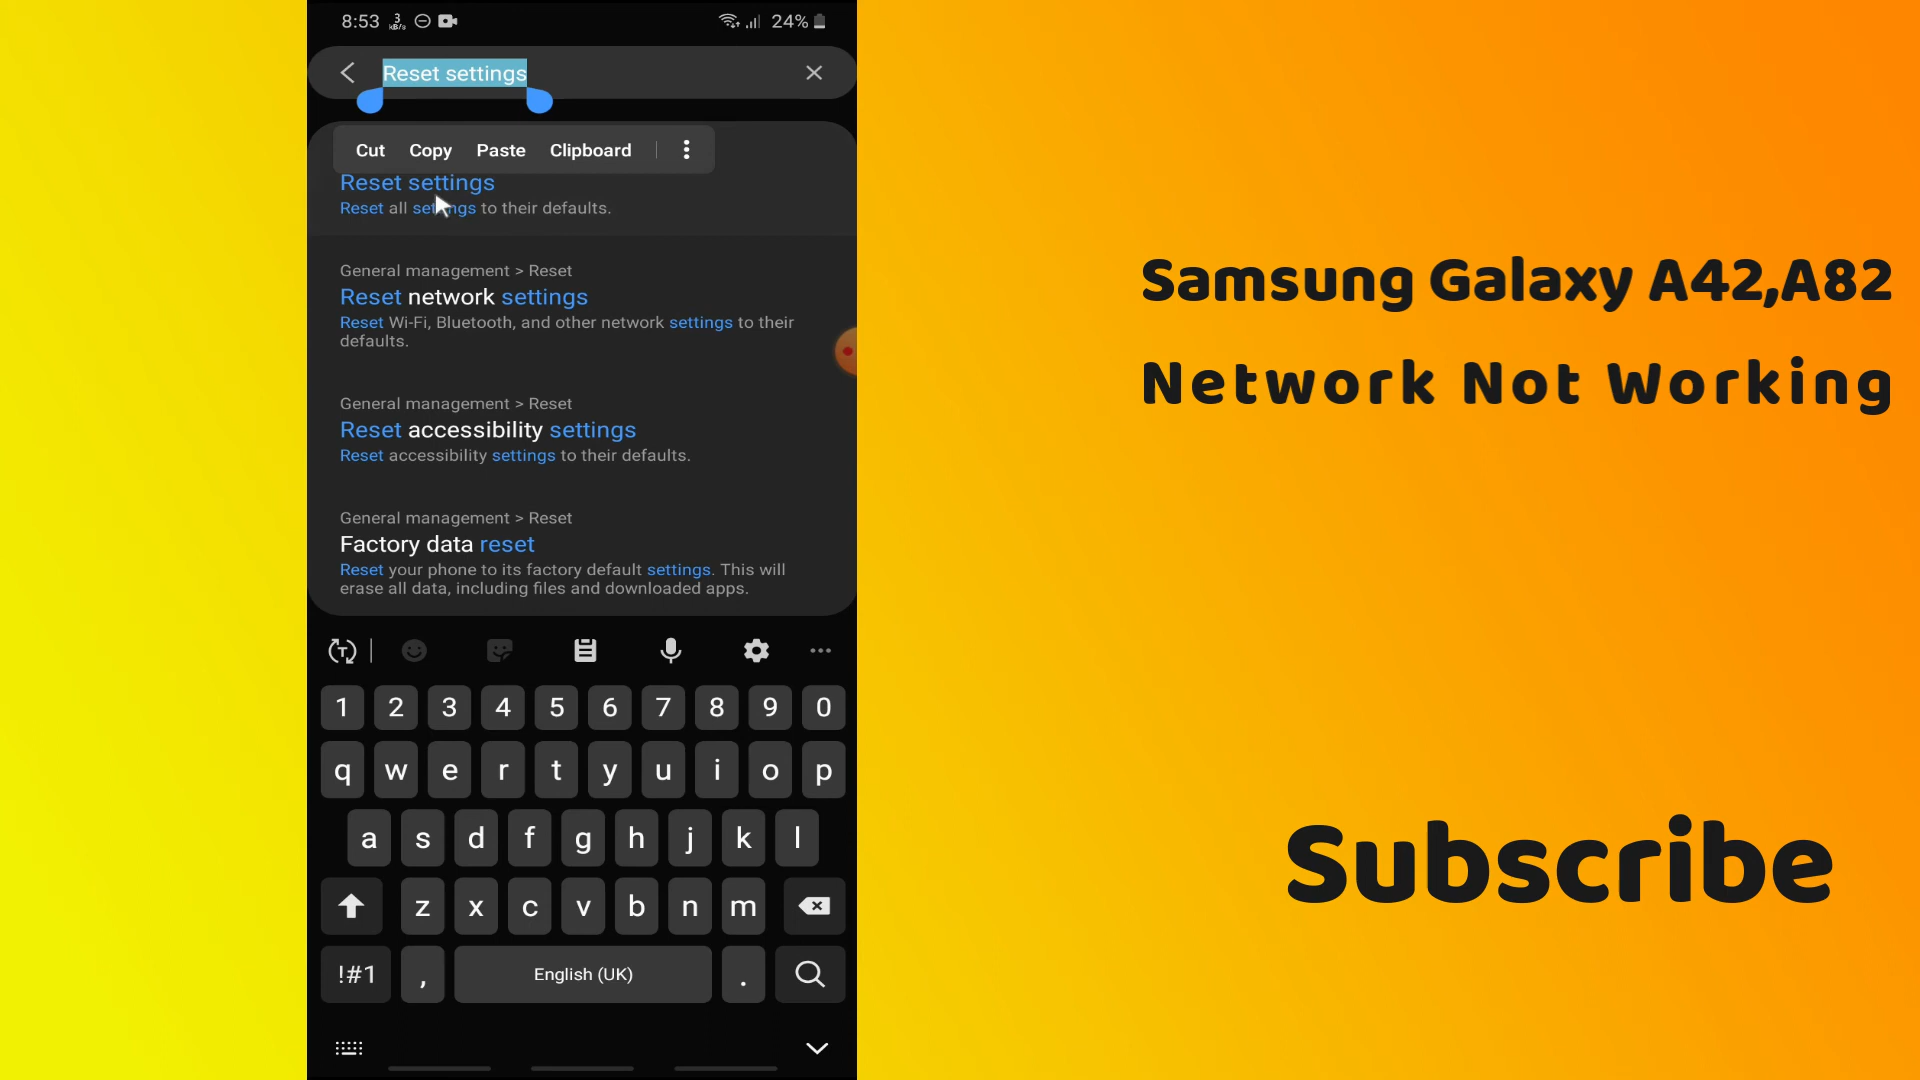 8:53 3 KB/s 24%
Reset settings
Cut Copy Paste Clipboard
Reset settings
Reset all settings to their defaults.
General management > Reset
Reset network settings
Reset Wi-Fi, Bluetooth, and other network settings to their
defaults.
General management > Reset
Reset accessibility settings
Reset accessibility settings to their defaults.
General management > Reset
Factory data reset
Reset your phone to its factory default settings. This will
erase all data, including files and downloaded apps.
T
1 2 3 4 5 6 7 8 9 0
q w e r t y u i o p
a s d f g h j k l
z x c v b n m
!#1 , English (UK) .
Samsung Galaxy A42,A82
Network Not Working
Subscribe